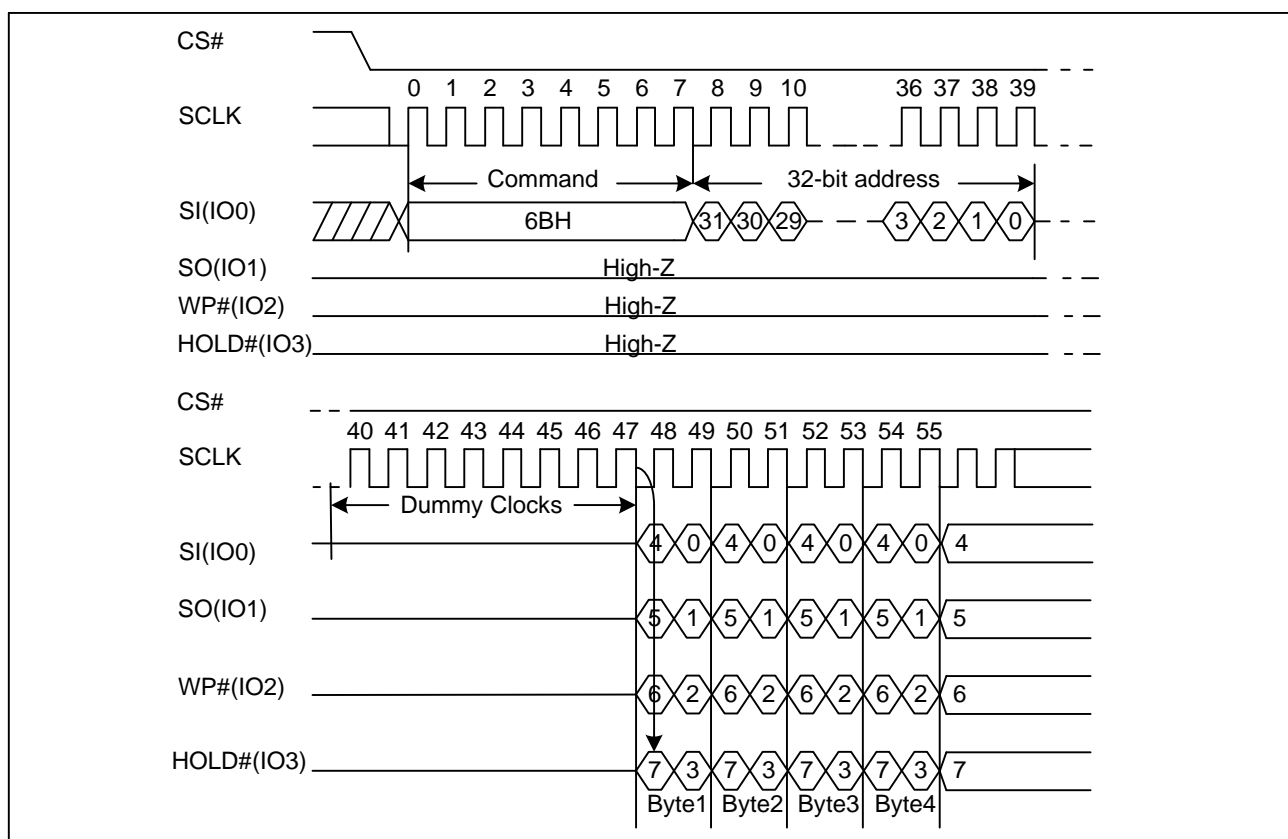 CS#
0 1 2 3 4 5 6 7 8 9 10 36 37 38 39
SCLK
Command 32-bit address
SI(IO0) 6BH 31 30 29 3 2 1 0
SO(IO1) High-Z
WP#(IO2) High-Z
HOLD#(IO3) High-Z
CS#
40 41 42 43 44 45 46 47 48 49 50 51 52 53 54 55
SCLK
Dummy Clocks
SI(IO0) 4 0 4 0 4 0 4 0 4
SO(IO1) 5 1 5 1 5 1 5 1 5
WP#(IO2) 6 2 6 2 6 2 6 2 6
HOLD#(IO3) 7 3 7 3 7 3 7 3 7
Byte1 Byte2 Byte3 Byte4